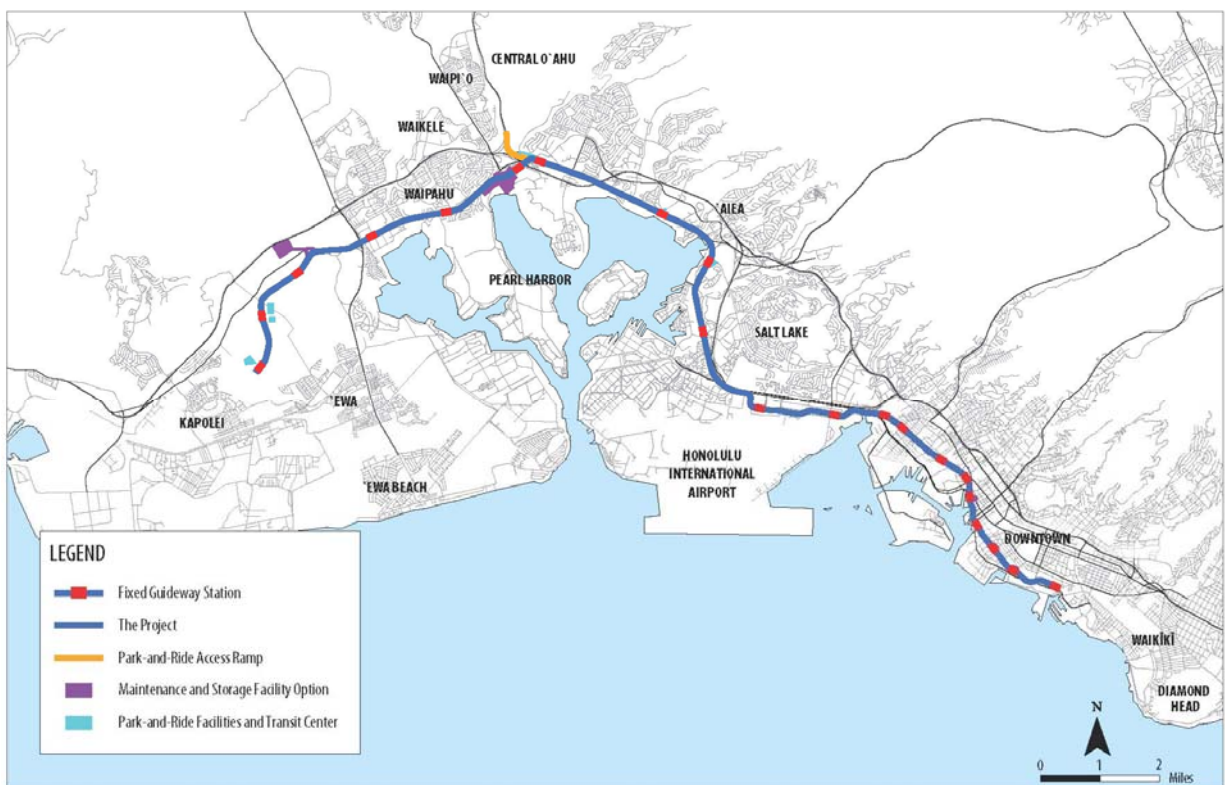 CENTRAL O`AHU
WAIPI`O
WAIKELE
WAIPAHU
`AIEA
PEARL HARBOR
SALT LAKE
`EWA
KAPOLEI
`EWA BEACH
HONOLULU
INTERNATIONAL
AIRPORT
DOWNTOWN
WAIKĪKĪ
DIAMOND
HEAD
LEGEND
Fixed Guideway Station
The Project
Park-and-Ride Access Ramp
Maintenance and Storage Facility Option
Park-and-Ride Facilities and Transit Center
N
0 1 2
Miles